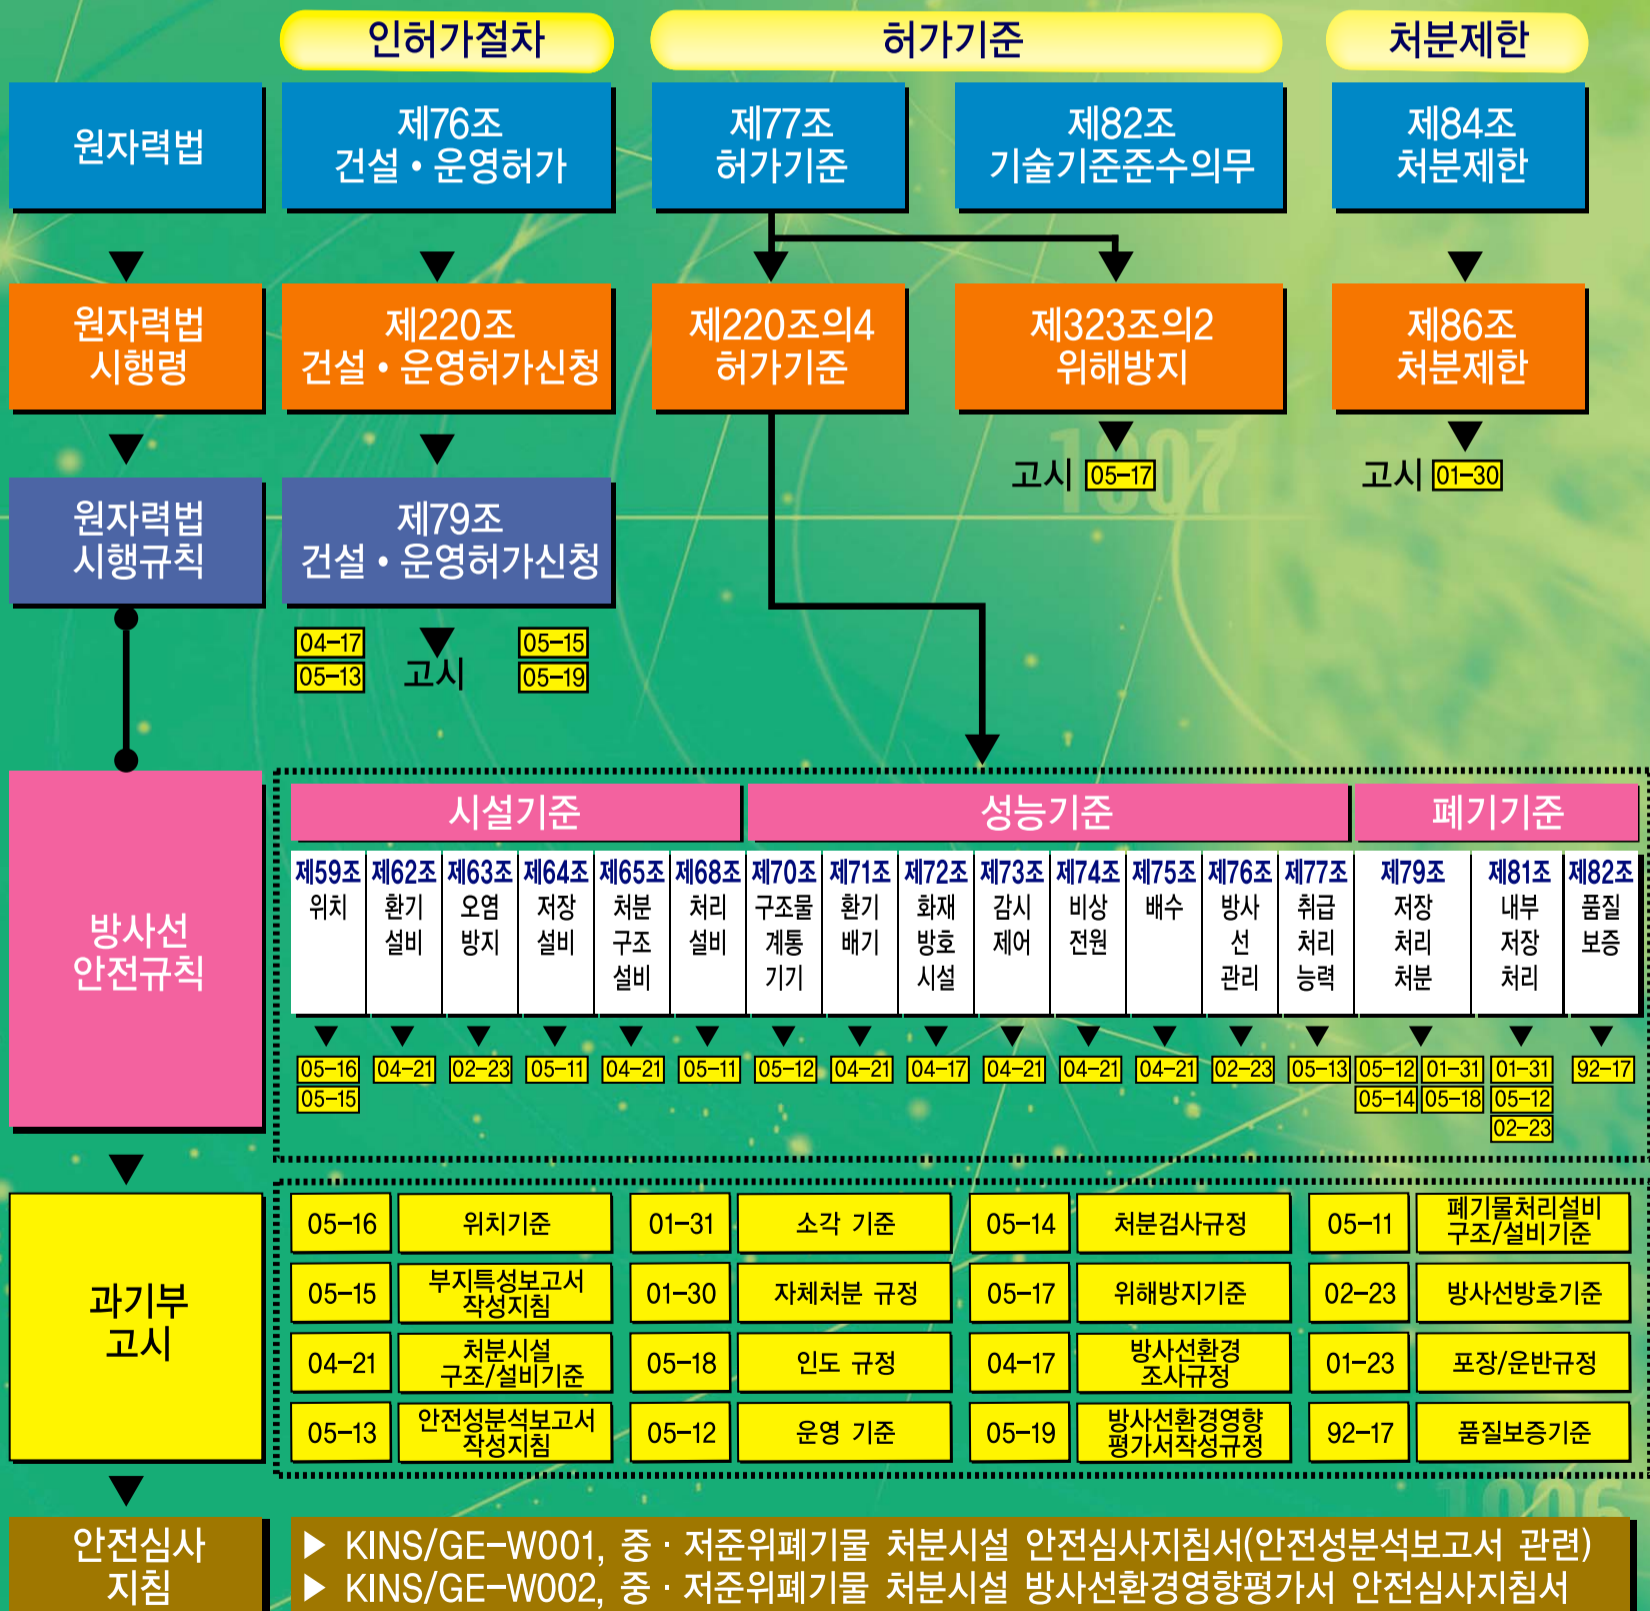 인허가절차
허가기준
처분제한
원자력법
제76조
건설 • 운영허가
제77조
허가기준
제82조
기술기준준수의무
제84조
처분제한
원자력법
시행령
제220조
건설 • 운영허가신청
제220조의4
허가기준
제323조의2
위해방지
제86조
처분제한
1007
고시 05-17
고시 01-30
원자력법
시행규칙
제79조
건설 • 운영허가신청
04-17
05-13
고시
05-15
05-19
방사선
안전규칙
시설기준
성능기준
폐기기준
제59조
위치
제62조
환기
설비
제63조
오염
방지
제64조
저장
설비
제65조
처분
구조
설비
제68조
처리
설비
제70조
구조물
계통
기기
제71조
환기
배기
제72조
화재
방호
시설
제73조
감시
제어
제74조
비상
전원
제75조
배수
제76조
방사
선
관리
제77조
취급
처리
능력
제79조
저장
처리
처분
제81조
내부
저장
처리
제82조
품질
보증
05-16
05-15
04-21
02-23
05-11
04-21
05-11
05-12
04-21
04-17
04-21
04-21
04-21
02-23
05-13
05-12 01-31
05-14 05-18
01-31
05-12
02-23
92-17
과기부
고시
05-16 위치기준
01-31 소각 기준
05-14 처분검사규정
05-11 폐기물처리설비
구조/설비기준
05-15 부지특성보고서
작성지침
01-30 자체처분 규정
05-17 위해방지기준
02-23 방사선방호기준
04-21 처분시설
구조/설비기준
05-18 인도 규정
04-17 방사선환경
조사규정
01-23 포장/운반규정
05-13 안전성분석보고서
작성지침
05-12 운영 기준
05-19 방사선환경영향
평가서작성규정
92-17 품질보증기준
1006
안전심사
지침
▶ KINS/GE-W001, 중 · 저준위폐기물 처분시설 안전심사지침서(안전성분석보고서 관련)
▶ KINS/GE-W002, 중 · 저준위폐기물 처분시설 방사선환경영향평가서 안전심사지침서